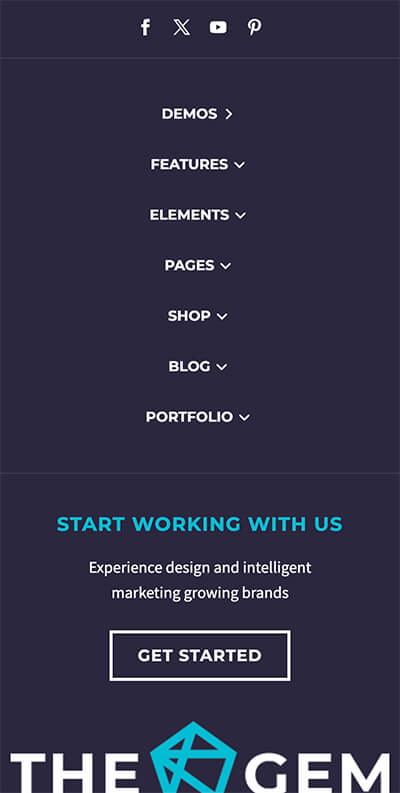 DEMOS
FEATURES
ELEMENTS
PAGES
SHOP
BLOG
PORTFOLIO
START WORKING WITH US
Experience design and intelligent
marketing growing brands
GET STARTED
THE GEM